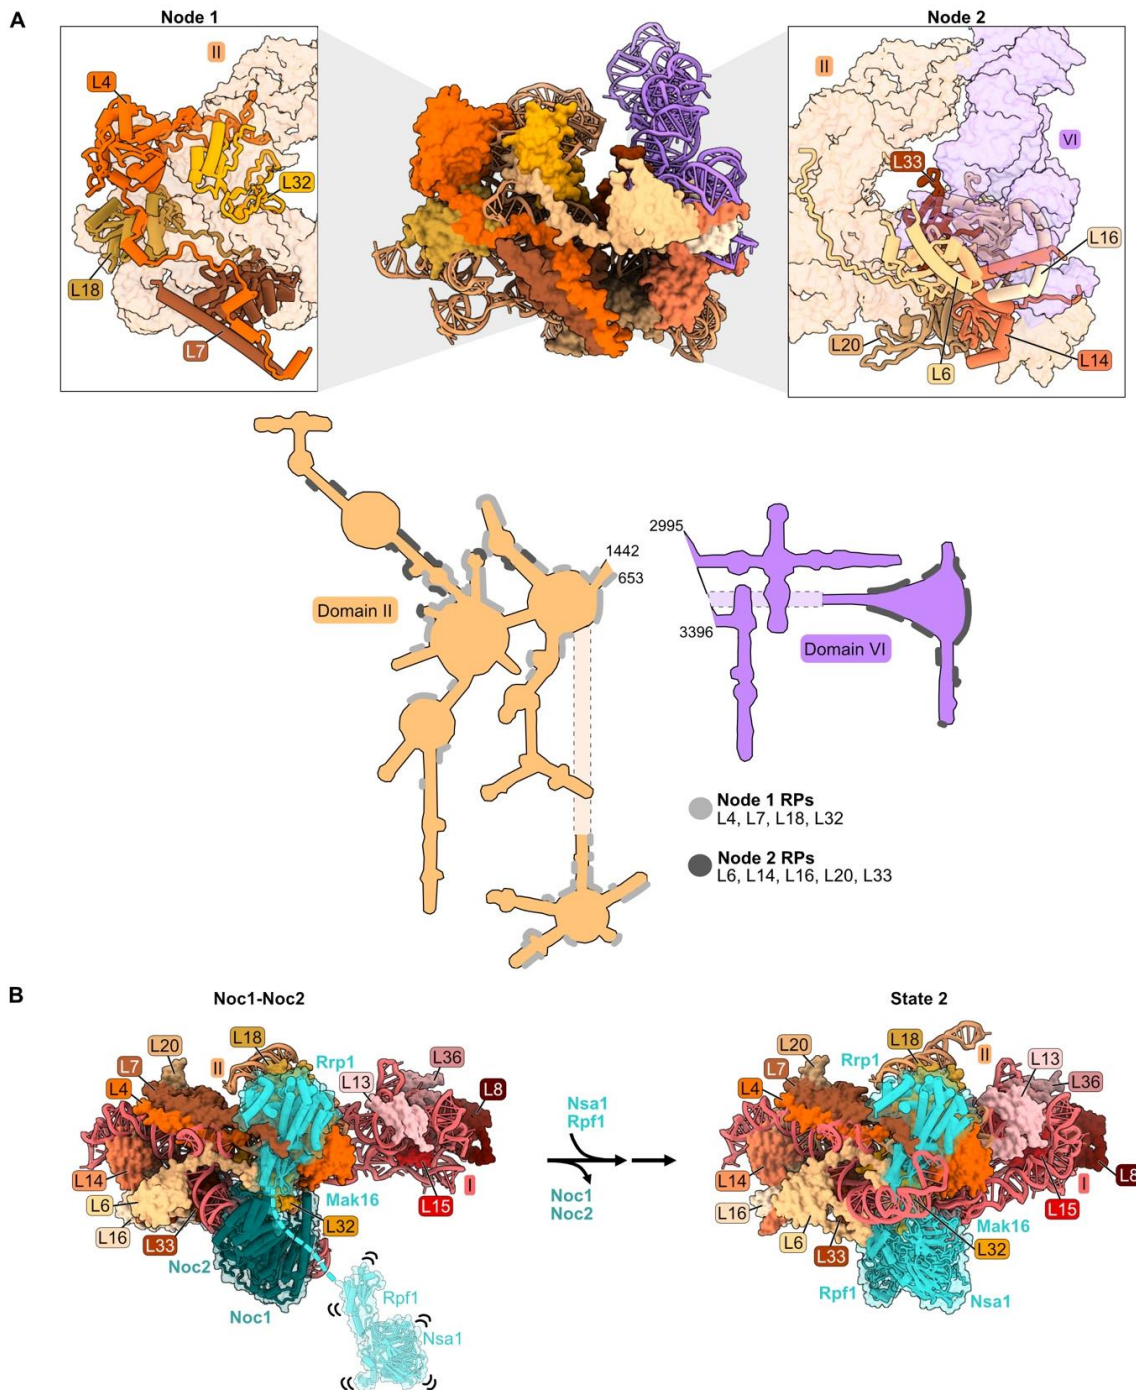 A
Node 1
Node 2
II
L4
L32
L18
L7
II
VI
L33
L16
L20
L6
L14
1442
653
Domain II
2995
3396
Domain VI
Node 1 RPs
L4, L7, L18, L32
Node 2 RPs
L6, L14, L16, L20, L33
B
Noc1-Noc2
State 2
L20
L18
II
Rrp1
L7
L4
L13
L36
L8
L14
L6
L16
L33
Noc2
Noc1
Mak16
L32
L15
I
Rpf1
Nsa1
Nsa1
Rpf1
Noc1
Noc2
L20
L18
II
Rrp1
L7
L4
L13
L36
L8
L14
L16
L6
L33
Mak16
L15
I
L32
Rpf1
Nsa1